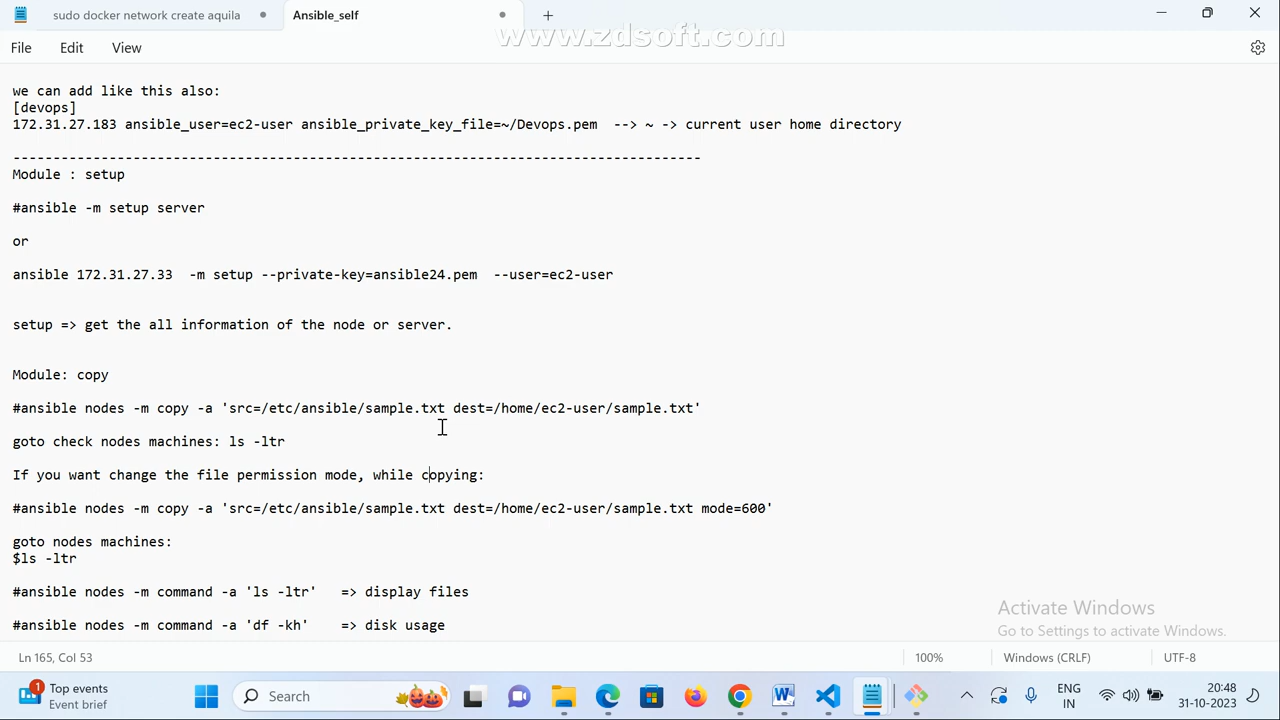 sudo docker network create aquila
Ansible_self
www.zdsoft.com
File Edit View
we can add like this also:
[devops]
172.31.27.183 ansible_user=ec2-user ansible_private_key_file=~/Devops.pem --> ~ -> current user home directory
--------------------------------------------------------------------------------------
Module : setup
#ansible -m setup server
or
ansible 172.31.27.33 -m setup --private-key=ansible24.pem --user=ec2-user
setup => get the all information of the node or server.
Module: copy
#ansible nodes -m copy -a 'src=/etc/ansible/sample.txt dest=/home/ec2-user/sample.txt'
goto check nodes machines: ls -ltr
If you want change the file permission mode, while copying:
#ansible nodes -m copy -a 'src=/etc/ansible/sample.txt dest=/home/ec2-user/sample.txt mode=600'
goto nodes machines:
$ls -ltr
#ansible nodes -m command -a 'ls -ltr' => display files
#ansible nodes -m command -a 'df -kh' => disk usage
Activate Windows
Go to Settings to activate Windows.
Ln 165, Col 53 100% Windows (CRLF) UTF-8
1
Top events
Event brief
Search
ENG
IN
20:48
31-10-2023